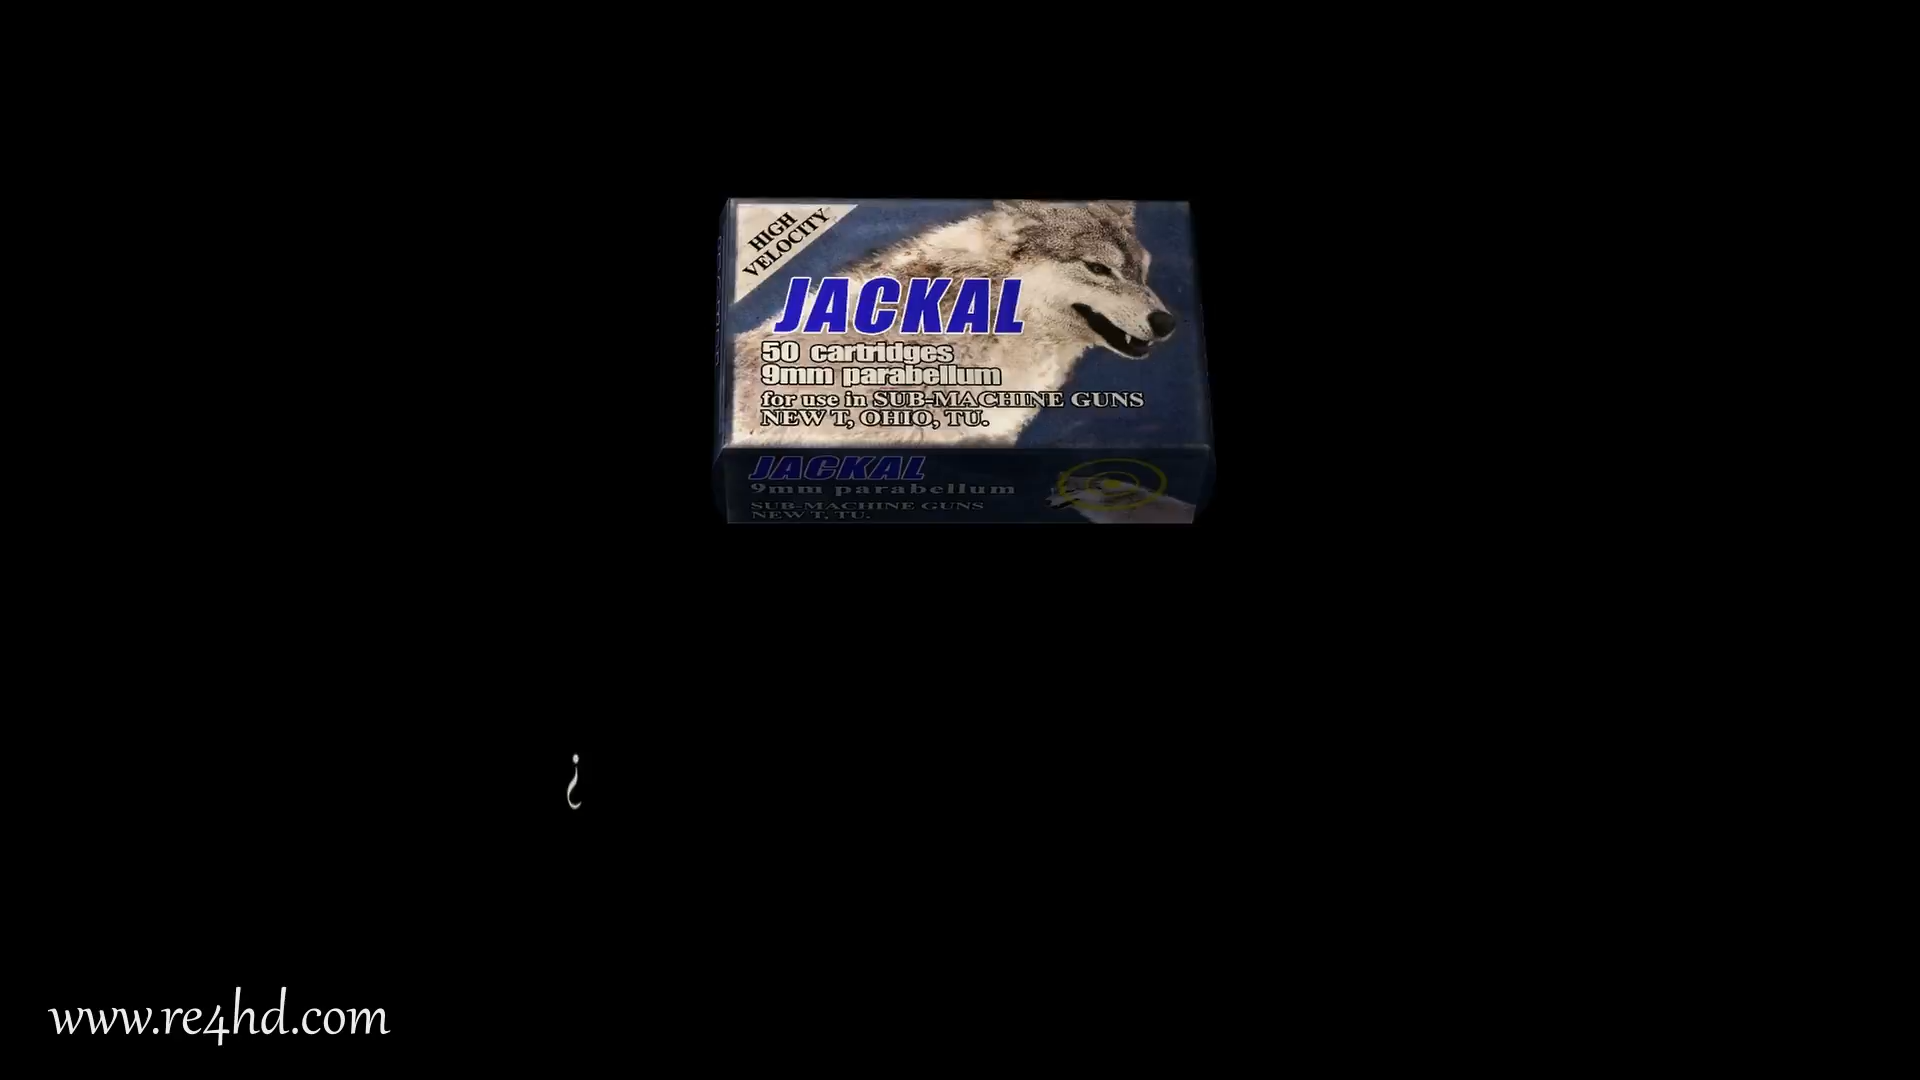 HIGH
VELOCITY
JACKAL
50 cartridges
9mm parabellum
for use in SUB-MACHINE GUNS
NEW T, OHIO, TU.
JACKAL
9mm parabellum
SUB-MACHINE GUNS
NEW T, TU.
¿
www.re4hd.com